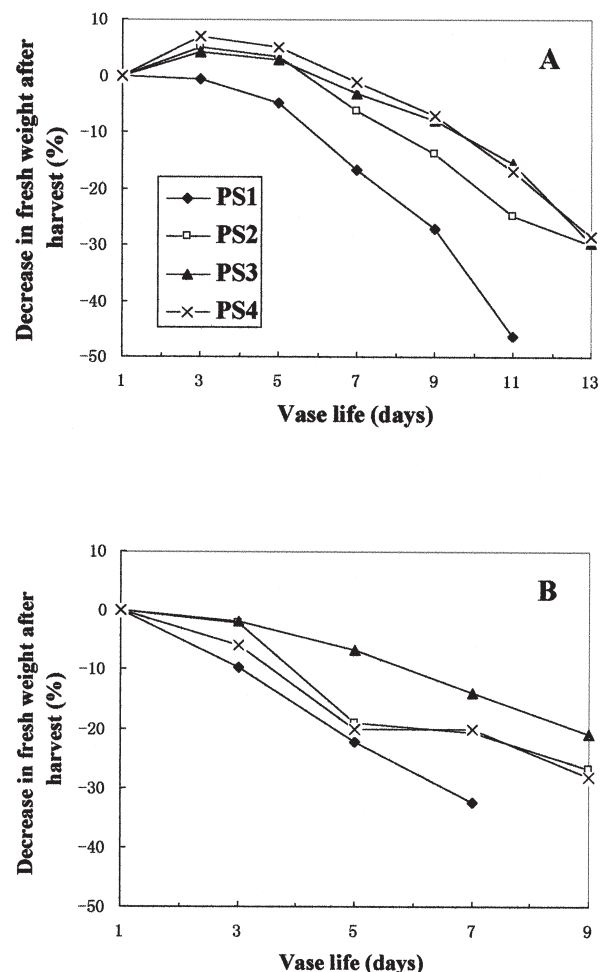 10
0
-10
-20
-30
-40
-50
Decrease in fresh weight after
harvest (%)
A
PS1
PS2
PS3
PS4
1 3 5 7 9 11 13
Vase life (days)
10
0
-10
-20
-30
-40
-50
Decrease in fresh weight after
harvest (%)
B
1 3 5 7 9
Vase life (days)